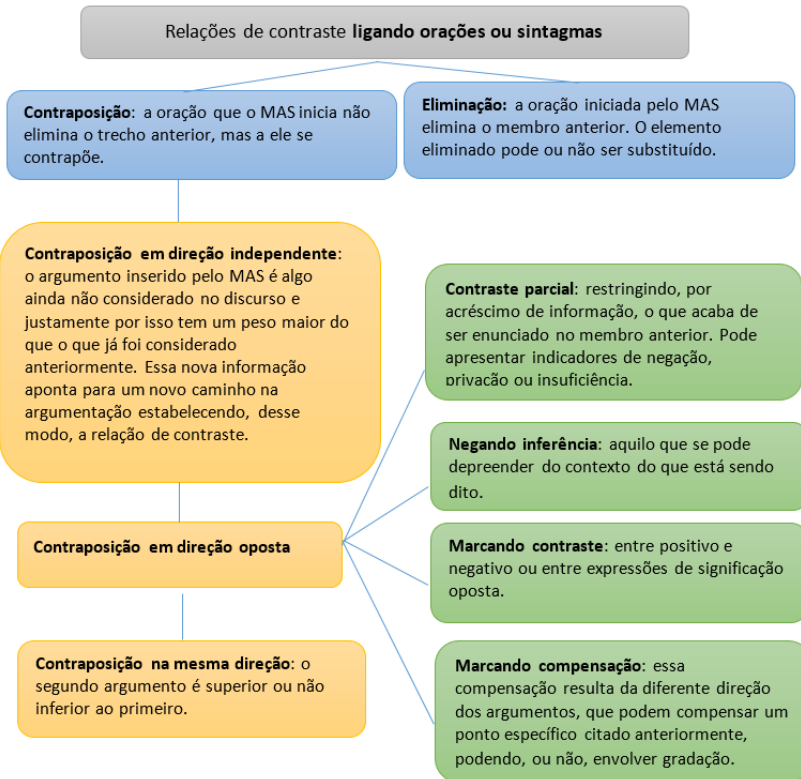 Relações de contraste ligando orações ou sintagmas
Contraposição: a oração que o MAS inicia não
elimina o trecho anterior, mas a ele se
contrapõe.
Eliminação: a oração iniciada pelo MAS
elimina o membro anterior. O elemento
eliminado pode ou não ser substituído.
Contraposição em direção independente:
o argumento inserido pelo MAS é algo
ainda não considerado no discurso e
justamente por isso tem um peso maior do
que o que já foi considerado
anteriormente. Essa nova informação
aponta para um novo caminho na
argumentação estabelecendo, desse
modo, a relação de contraste.
Contraste parcial: restringindo, por
acréscimo de informação, o que acaba de
ser enunciado no membro anterior. Pode
apresentar indicadores de negação,
privação ou insuficiência.
Negando inferência: aquilo que se pode
depreender do contexto do que está sendo
dito.
Contraposição em direção oposta
Marcando contraste: entre positivo e
negativo ou entre expressões de significação
oposta.
Contraposição na mesma direção: o
segundo argumento é superior ou não
inferior ao primeiro.
Marcando compensação: essa
compensação resulta da diferente direção
dos argumentos, que podem compensar um
ponto específico citado anteriormente,
podendo, ou não, envolver gradação.